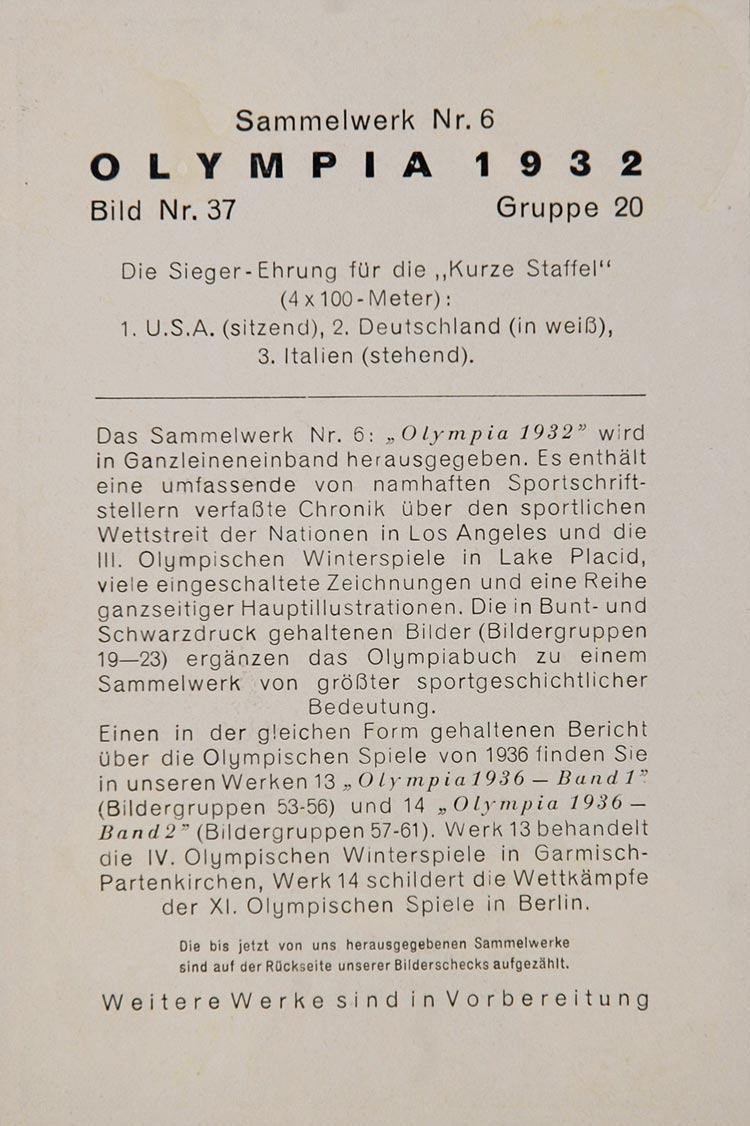 Sammelwerk Nr. 6
OLYMPIA 1932
Bild Nr. 37 Gruppe 20
Die Sieger-Ehrung für die „Kurze Staffel“
(4 x 100-Meter):
1. U.S.A. (sitzend), 2. Deutschland (in weiß),
3. Italien (stehend).
Das Sammelwerk Nr. 6: „Olympia 1932” wird
in Ganzleineneinband herausgegeben. Es enthält
eine umfassende von namhaften Sportschrift-
stellern verfaßte Chronik über den sportlichen
Wettstreit der Nationen in Los Angeles und die
III. Olympischen Winterspiele in Lake Placid,
viele eingeschaltete Zeichnungen und eine Reihe
ganzseitiger Hauptillustrationen. Die in Bunt- und
Schwarzdruck gehaltenen Bilder (Bildergruppen
19—23) ergänzen das Olympiabuch zu einem
Sammelwerk von größter sportgeschichtlicher
Bedeutung.
Einen in der gleichen Form gehaltenen Bericht
über die Olympischen Spiele von 1936 finden Sie
in unseren Werken 13 „Olympia 1936 — Band 1”
(Bildergruppen 53-56) und 14 „Olympia 1936 —
Band 2” (Bildergruppen 57-61). Werk 13 behandelt
die IV. Olympischen Winterspiele in Garmisch-
Partenkirchen, Werk 14 schildert die Wettkämpfe
der XI. Olympischen Spiele in Berlin.
Die bis jetzt von uns herausgegebenen Sammelwerke
sind auf der Rückseite unserer Bilderschecks aufgezählt.
Weitere Werke sind in Vorbereitung